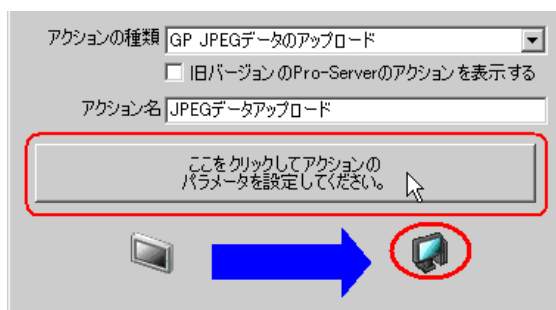 アクションの種類 GP JPEGデータのアップロード
旧バージョンのPro-Serverのアクションを表示する
アクション名 JPEGデータアップロード
ここをクリックしてアクションの
パラメータを設定してください。